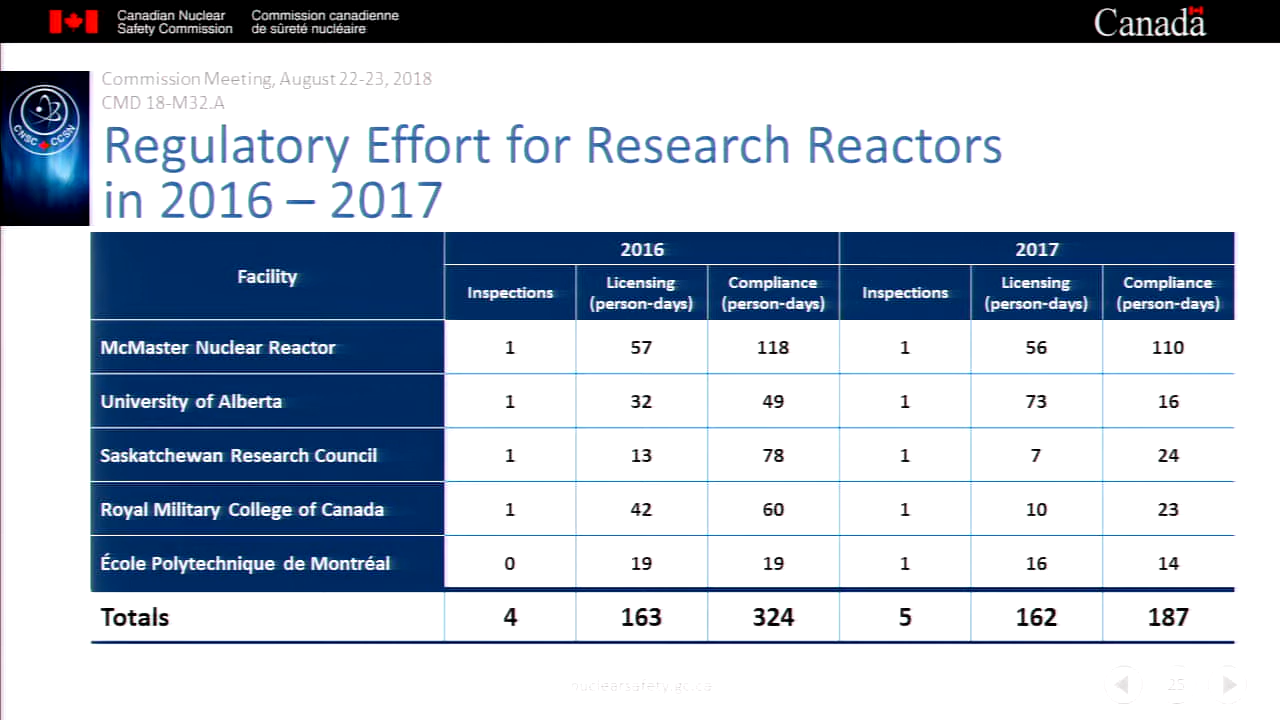 Canadian Nuclear Safety Commission
Commission canadienne de sûreté nucléaire
Canada
Commission Meeting, August 22-23, 2018
CMD 18-M32.A
CNSC CCSN
Regulatory Effort for Research Reactors
in 2016 – 2017
Facility 2016 2017
Inspections Licensing (person-days) Compliance (person-days) Inspections Licensing (person-days) Compliance (person-days)
McMaster Nuclear Reactor 1 57 118 1 56 110
University of Alberta 1 32 49 1 73 16
Saskatchewan Research Council 1 13 78 1 7 24
Royal Military College of Canada 1 42 60 1 10 23
École Polytechnique de Montréal 0 19 19 1 16 14
Totals 4 163 324 5 162 187
nuclearsafety.gc.ca
25